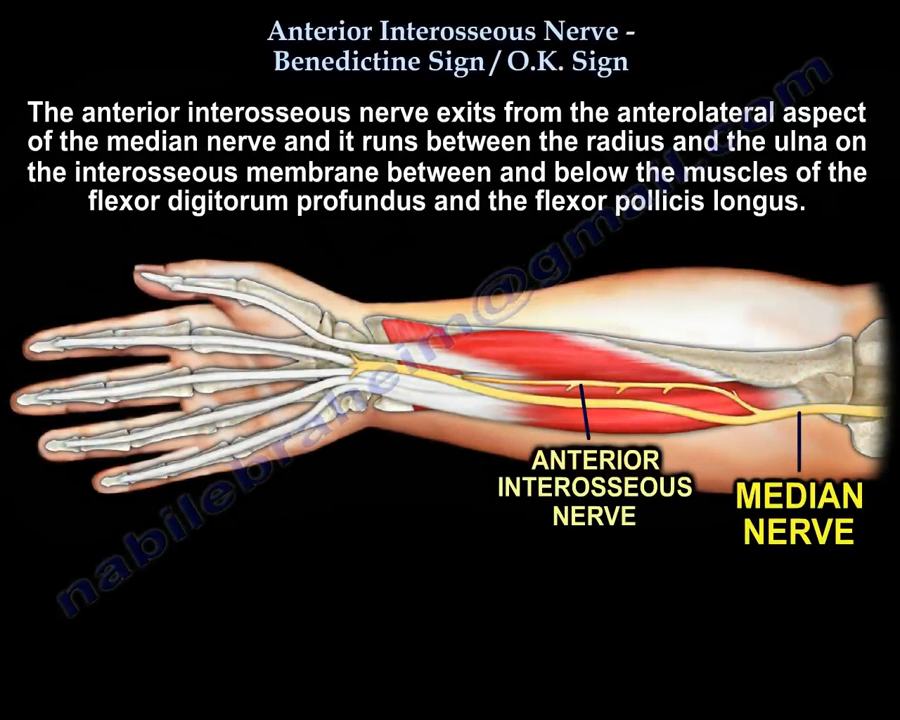 Anterior Interosseous Nerve -
Benedictine Sign / O.K. Sign
The anterior interosseous nerve exits from the anterolateral aspect
of the median nerve and it runs between the radius and the ulna on
the interosseous membrane between and below the muscles of the
flexor digitorum profundus and the flexor pollicis longus.
nabilebraheim@gmail.com
ANTERIOR
INTEROSSEOUS
NERVE
MEDIAN
NERVE